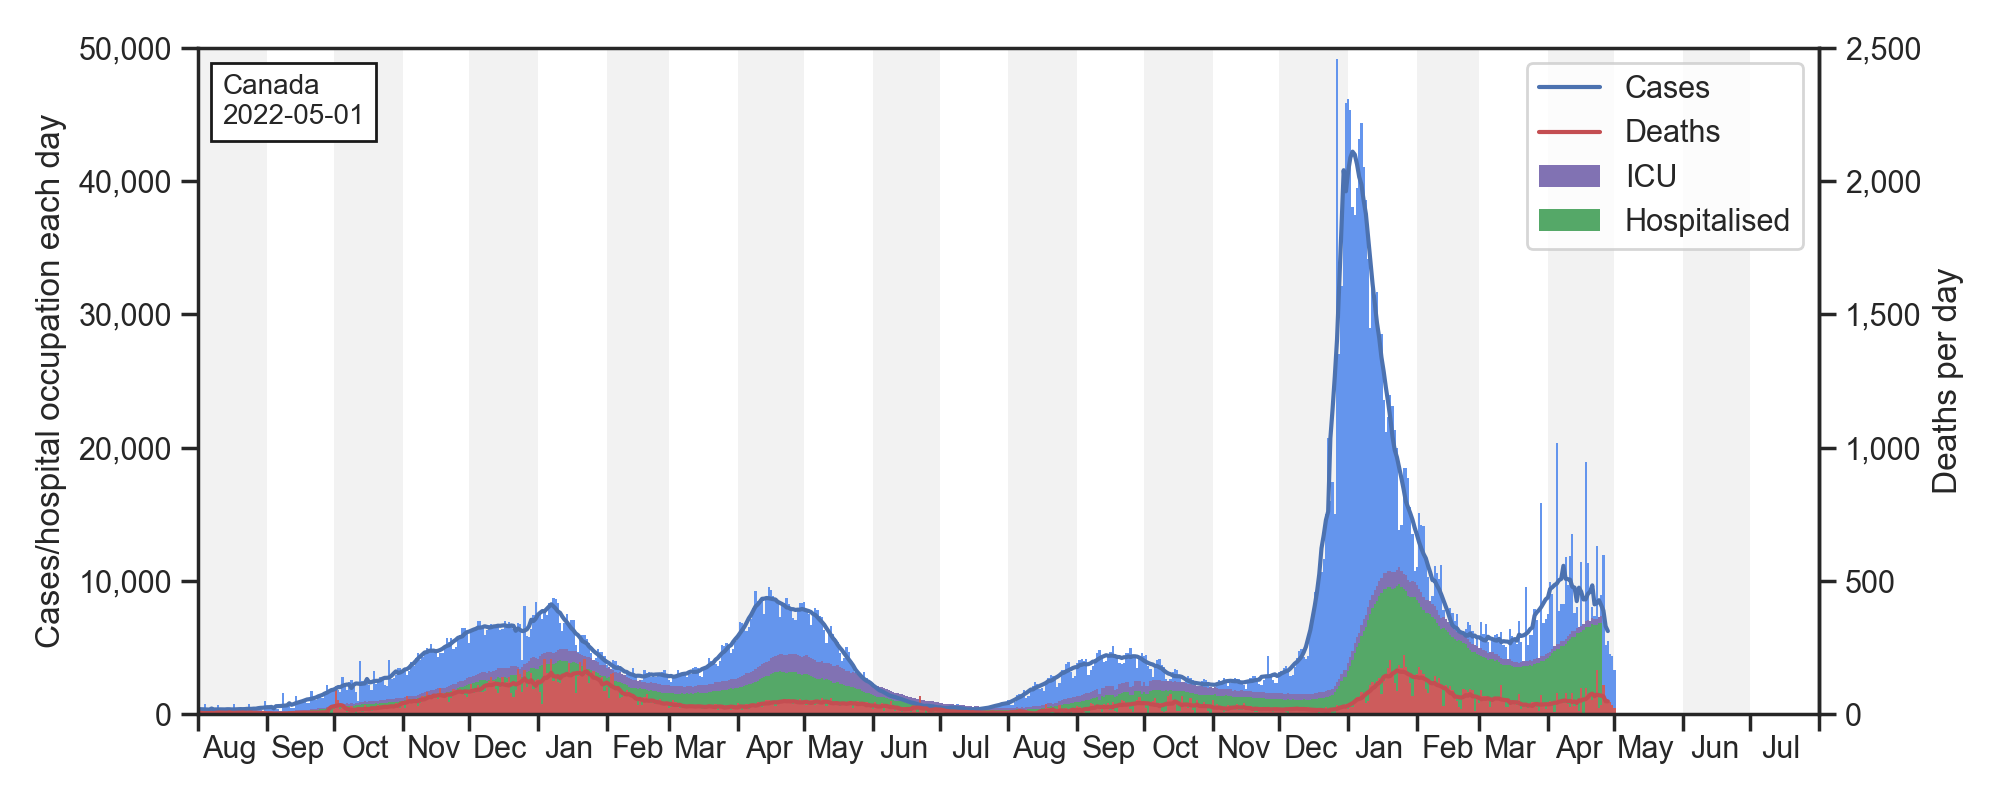 Canada
2022-05-01
Cases/hospital occupation each day
50,000
40,000
30,000
20,000
10,000
0
Cases
Deaths
ICU
Hospitalised
2,500
2,000
1,500
1,000
500
0
Deaths per day
Aug Sep Oct Nov Dec Jan Feb Mar Apr May Jun Jul Aug Sep Oct Nov Dec Jan Feb Mar Apr May Jun Jul